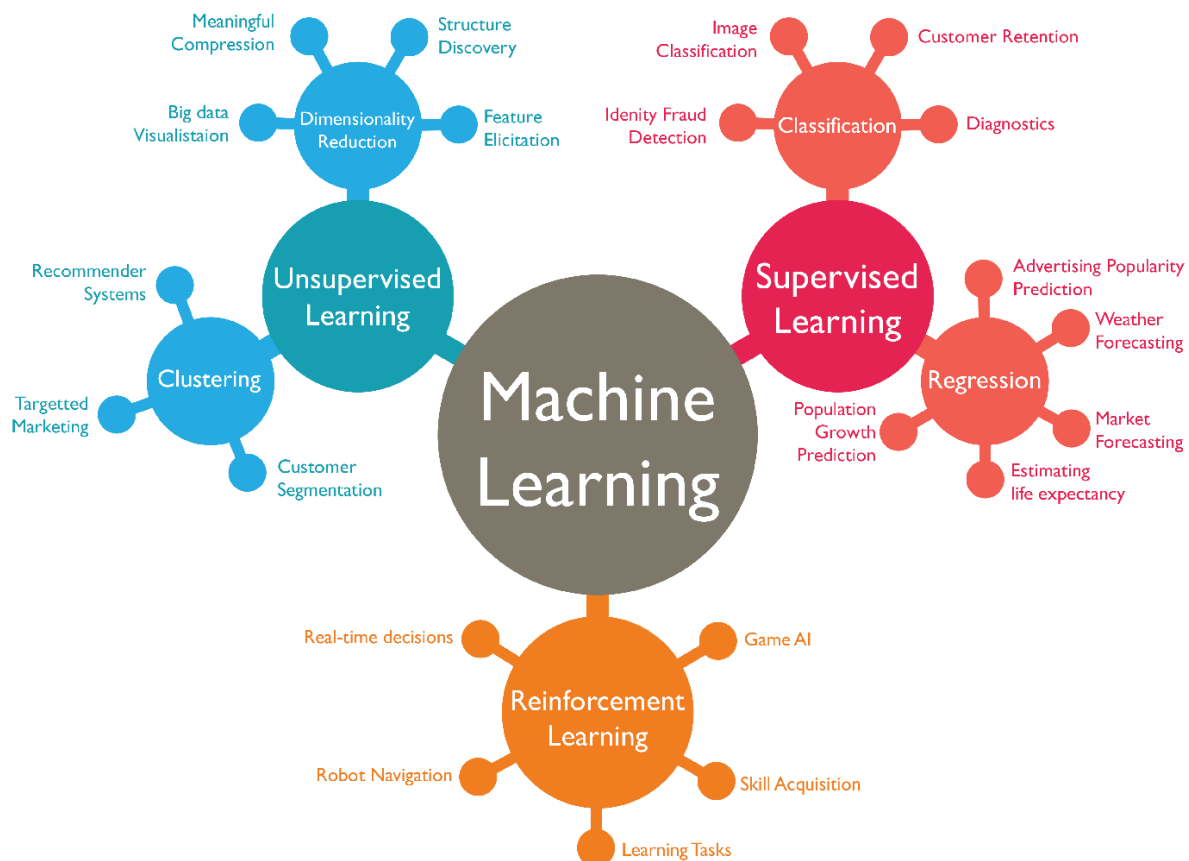 Meaningful
Compression
Structure
Discovery
Big data
Visualistaion
Dimensionality
Reduction
Feature
Elicitation
Image
Classification
Customer Retention
Idenity Fraud
Detection
Classification
Diagnostics
Unsupervised
Learning
Recommender
Systems
Clustering
Targetted
Marketing
Customer
Segmentation
Machine
Learning
Supervised
Learning
Advertising Popularity
Prediction
Weather
Forecasting
Regression
Population
Growth
Prediction
Market
Forecasting
Estimating
life expectancy
Real-time decisions
Game AI
Reinforcement
Learning
Robot Navigation
Skill Acquisition
Learning Tasks